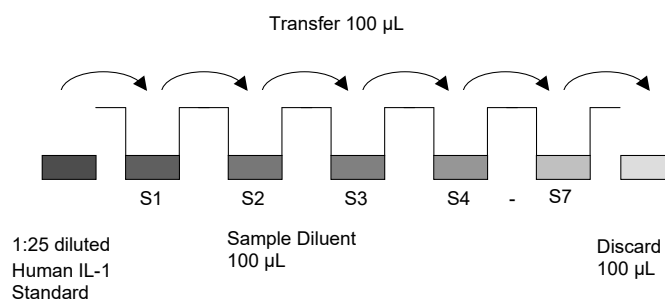 Transfer 100 µL
S1 S2 S3 S4 - S7
1:25 diluted
Human IL-1
Standard
Sample Diluent
100 µL
Discard
100 µL